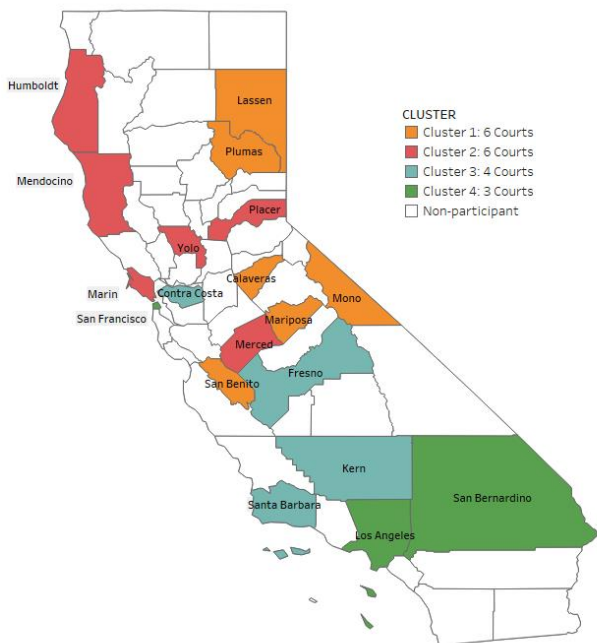 Humboldt
Lassen
CLUSTER
Cluster 1: 6 Courts
Cluster 2: 6 Courts
Cluster 3: 4 Courts
Cluster 4: 3 Courts
Non-participant
Plumas
Mendocino
Placer
Yolo
Calaveras
Marin
Contra Costa
Mono
San Francisco
Mariposa
Merced
Fresno
San Benito
Kern
San Bernardino
Santa Barbara
Los Angeles